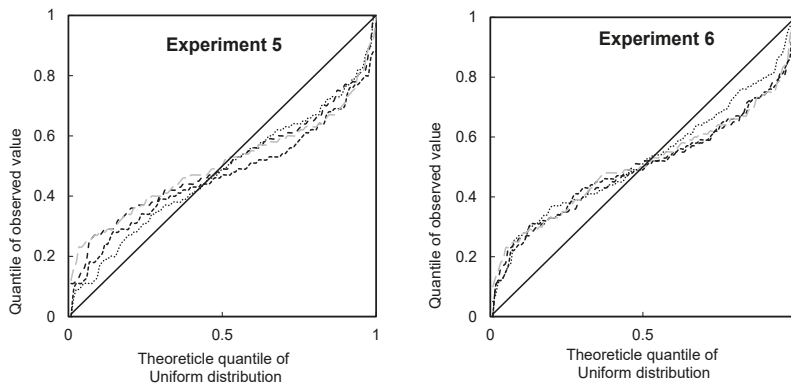 Experiment 5
Quantile of observed value
1
0.8
0.6
0.4
0.2
0
0
0.5
1
Theoreticle quantile of
Uniform distribution
Experiment 6
Quantile of observed value
1
0.8
0.6
0.4
0.2
0
0
0.5
Theoreticle quantile of
Uniform distribution